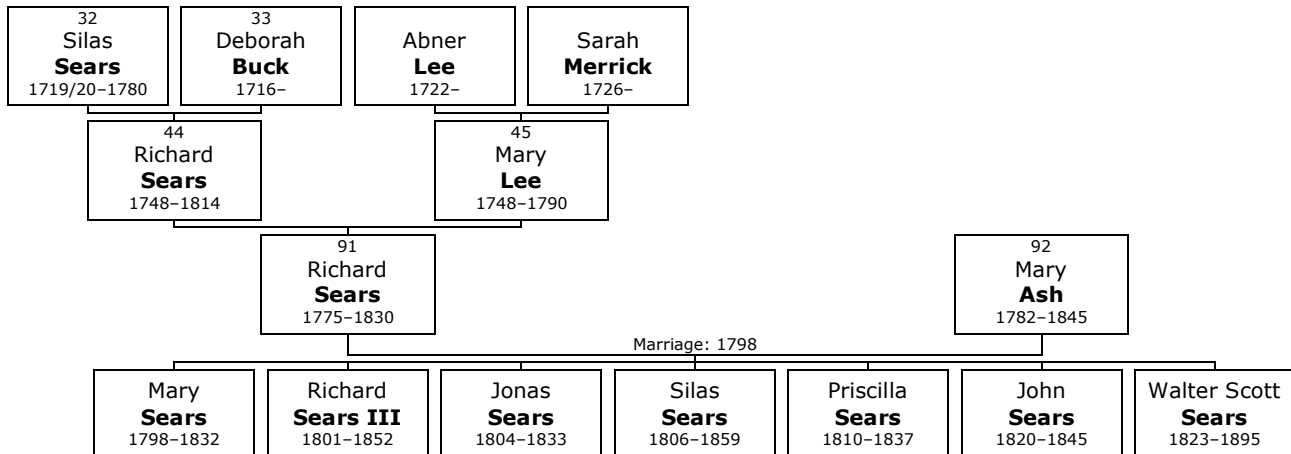 32
Silas
Sears
1719/20–1780
33
Deborah
Buck
1716–
Abner
Lee
1722–
Sarah
Merrick
1726–
44
Richard
Sears
1748–1814
45
Mary
Lee
1748–1790
91
Richard
Sears
1775–1830
92
Mary
Ash
1782–1845
Marriage: 1798
Mary
Sears
1798–1832
Richard
Sears III
1801–1852
Jonas
Sears
1804–1833
Silas
Sears
1806–1859
Priscilla
Sears
1810–1837
John
Sears
1820–1845
Walter Scott
Sears
1823–1895